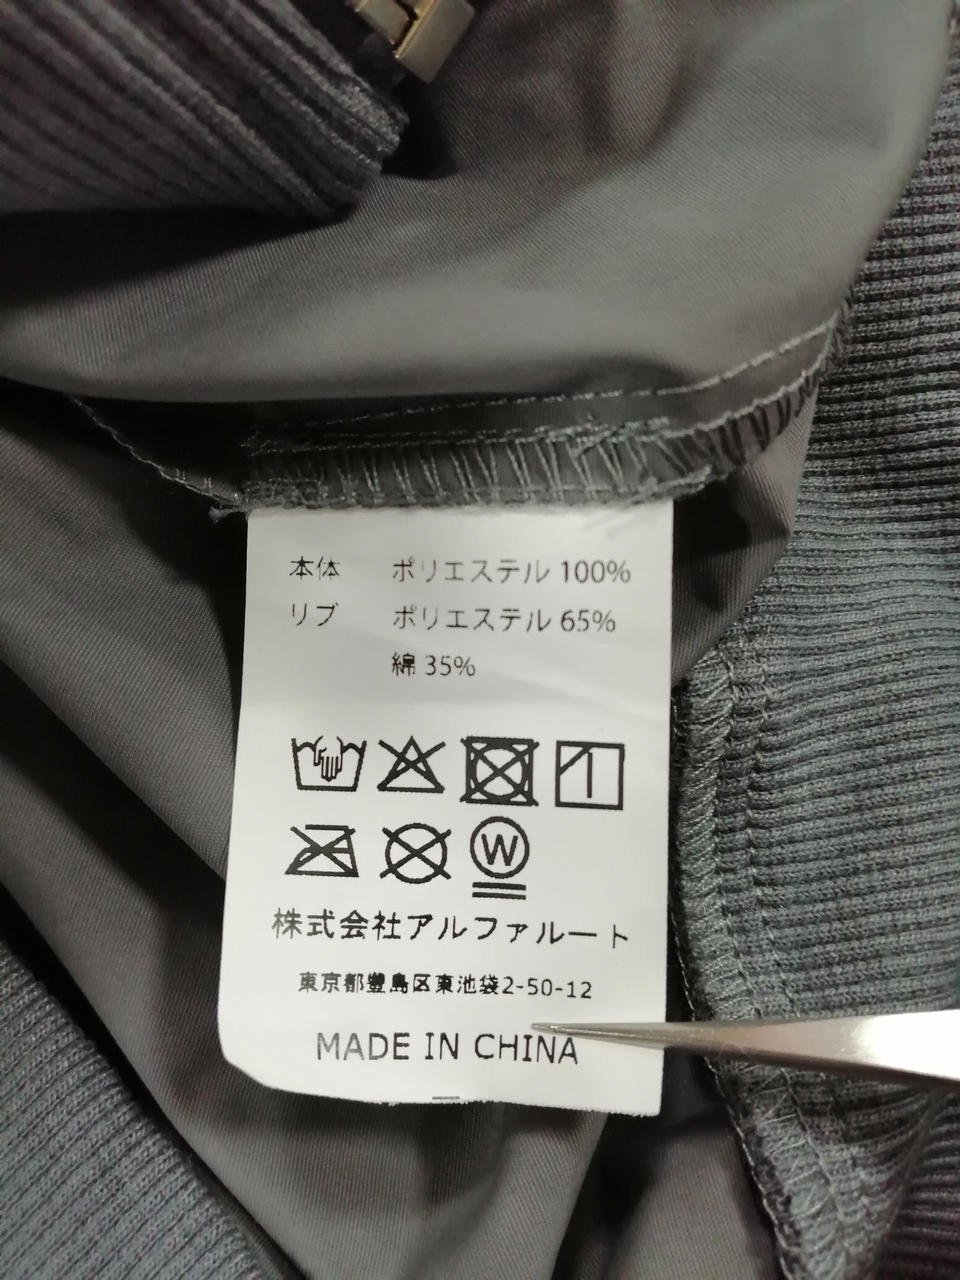 本体 ポリエステル 100%
リブ ポリエステル 65%
綿 35%
W
株式会社アルファルート
東京都豊島区東池袋2-50-12
MADE IN CHINA